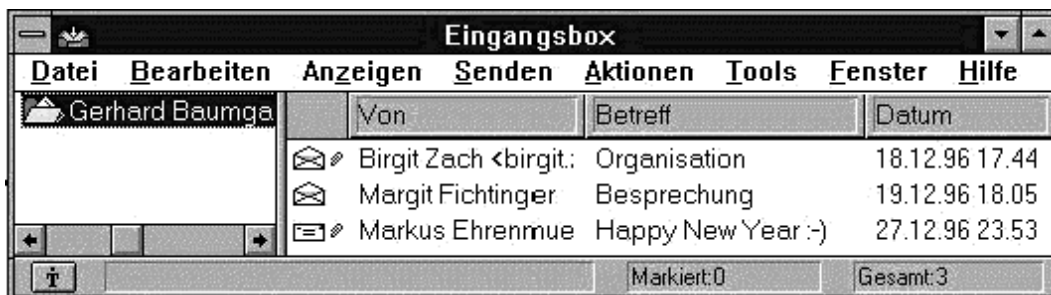 Eingangsbox
Datei Bearbeiten Anzeigen Senden Aktionen Tools Fenster Hilfe
Gerhard Baumga Von Betreff Datum
Birgit Zach <birgit.: Organisation 18.12.96 17.44
Margit Fichtinger Besprechung 19.12.96 18.05
Markus Ehrenmue Happy New Year :-) 27.12.96 23.53
Markiert:0 Gesamt:3